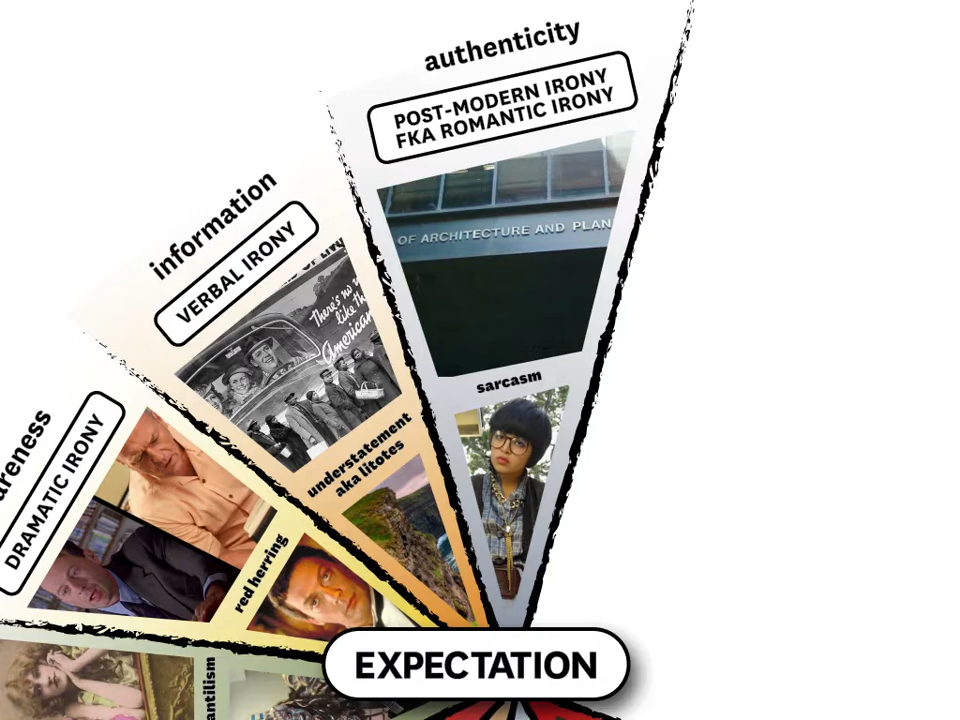 authenticity
POST-MODERN IRONY
FKA ROMANTIC IRONY
OF ARCHITECTURE AND PLAN
sarcasm
information
VERBAL IRONY
There's no w
like th
American
understatement
aka litotes
areness
DRAMATIC IRONY
red herring
antilism
EXPECTATION